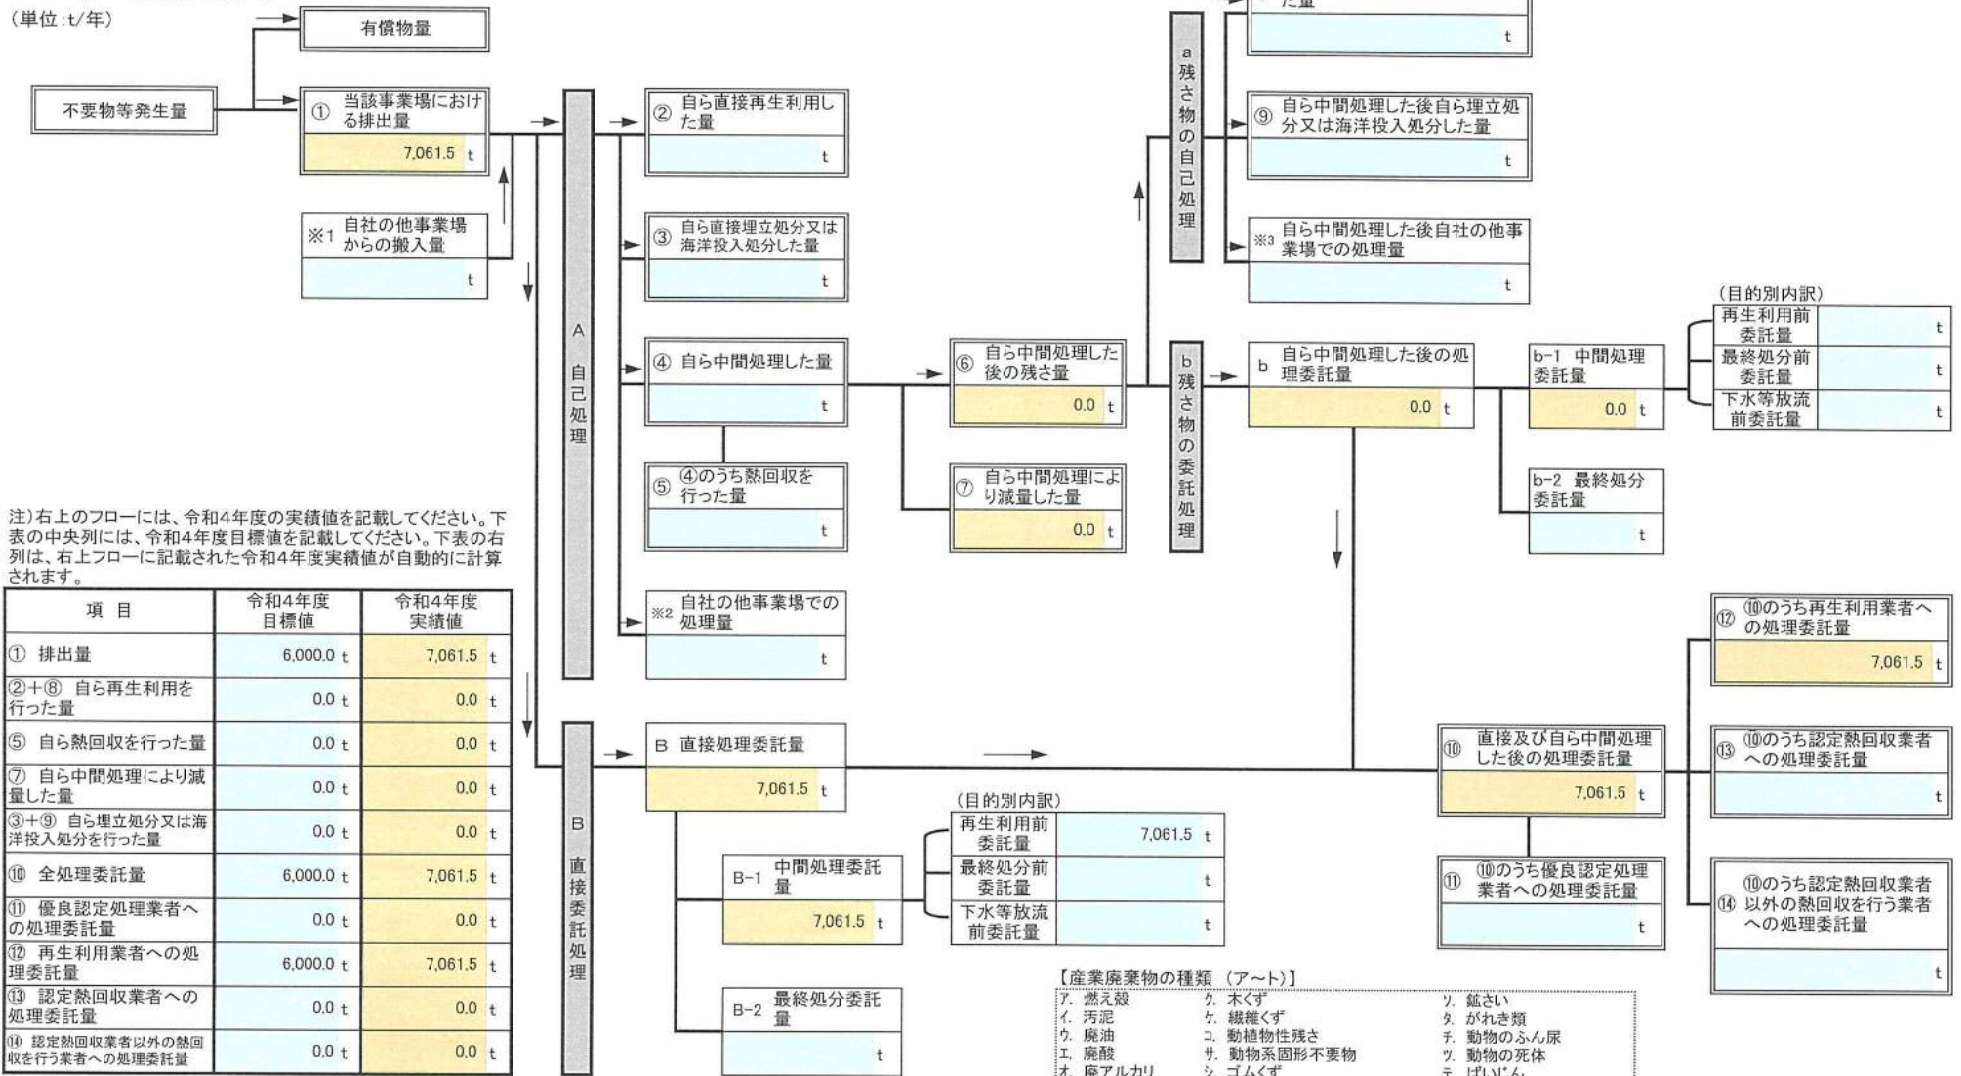 (単位:t/年)
有償物量
不要物等発生量
① 当該事業場におけ
る排出量
7,061.5 t
※1 自社の他事業場
からの搬入量
t
A 自己処理
② 自ら直接再生利用し
た量
t
③ 自ら直接埋立処分又は
海洋投入処分した量
t
④ 自ら中間処理した量
t
⑤ ④のうち熱回収を
行った量
t
※2 自社の他事業場での
処理量
t
⑥ 自ら中間処理した
後の残さ量
0.0 t
⑦ 自ら中間処理によ
り減量した量
0.0 t
a 残さ物の自己処理
た量
t
⑨ 自ら中間処理した後自ら埋立処
分又は海洋投入処分した量
t
※3 自ら中間処理した後自社の他事
業場での処理量
t
b 残さ物の委託処理
b 自ら中間処理した後の処
理委託量
0.0 t
b-1 中間処理
委託量
0.0 t
(目的別内訳)
再生利用前
委託量 t
最終処分前
委託量 t
下水等放流
前委託量 t
b-2 最終処分
委託量
t
注)右上のフローには、令和4年度の実績値を記載してください。下
表の中央列には、令和4年度目標値を記載してください。下表の右
列は、右上フローに記載された令和4年度実績値が自動的に計算
されます。
項 目 令和4年度 目標値 令和4年度 実績値
① 排出量 6,000.0 t 7,061.5 t
②+⑧ 自ら再生利用を
行った量 0.0 t 0.0 t
⑤ 自ら熱回収を行った量 0.0 t 0.0 t
⑦ 自ら中間処理により減
量した量 0.0 t 0.0 t
③+⑨ 自ら埋立処分又は海
洋投入処分を行った量 0.0 t 0.0 t
⑩ 全処理委託量 6,000.0 t 7,061.5 t
⑪ 優良認定処理業者へ
の処理委託量 0.0 t 0.0 t
⑫ 再生利用業者への処
理委託量 6,000.0 t 7,061.5 t
⑬ 認定熱回収業者への
処理委託量 0.0 t 0.0 t
⑭ 認定熱回収業者以外の熱回
収を行う業者への処理委託量 0.0 t 0.0 t
B 直接委託処理
B 直接処理委託量
7,061.5 t
B-1 中間処理委託
量
7,061.5 t
(目的別内訳)
再生利用前
委託量 7,061.5 t
最終処分前
委託量 t
下水等放流
前委託量 t
B-2 最終処分委託
量
t
⑩ 直接及び自ら中間処理
した後の処理委託量
7,061.5 t
⑪ ⑩のうち優良認定処理
業者への処理委託量
t
⑫ ⑩のうち再生利用業者へ
の処理委託量
7,061.5 t
⑬ ⑩のうち認定熱回収業者
への処理委託量
t
⑭ ⑩のうち認定熱回収業者
以外の熱回収を行う業者
への処理委託量
t
【産業廃棄物の種類 (ア~ト)】
ア. 燃え殻 ク. 木くず ソ. 鉱さい
イ. 汚泥 ケ. 繊維くず タ. がれき類
ウ. 廃油 コ. 動植物性残さ チ. 動物のふん尿
エ. 廃酸 サ. 動物系固形不要物 ツ. 動物の死体
オ. 廃アルカリ シ. ゴムくず テ. ばいじん